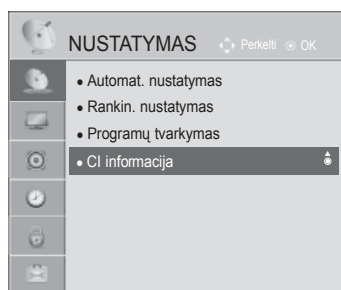 NUSTATYMAS Perkelti OK
• Automat. nustatymas
• Rankin. nustatymas
• Programų tvarkymas
• CI informacija